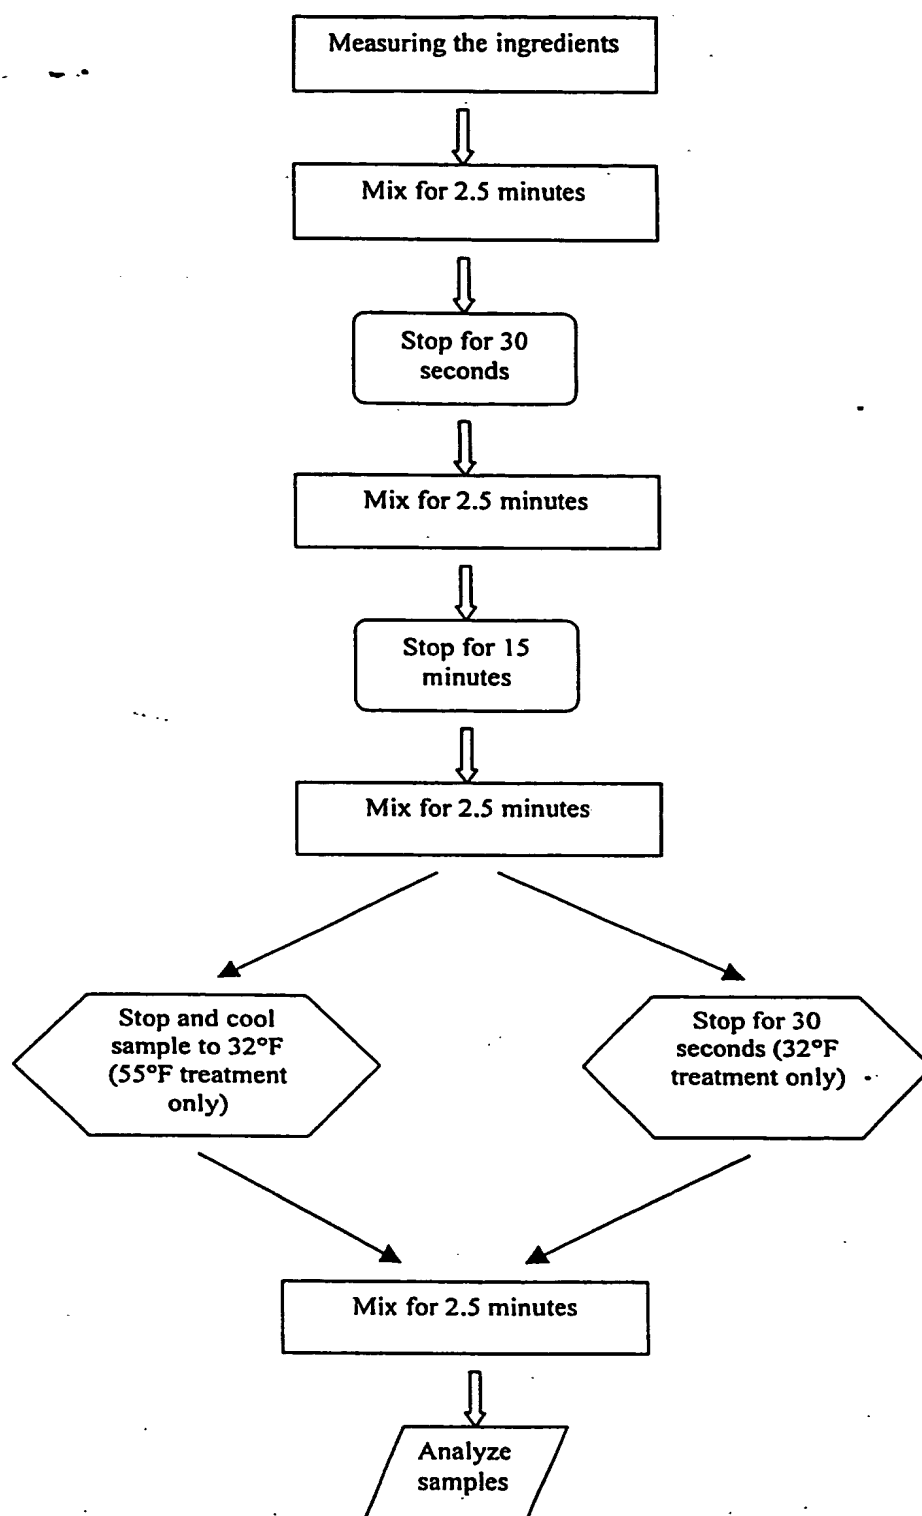 Measuring the ingredients
Mix for 2.5 minutes
Stop for 30
seconds
Mix for 2.5 minutes
Stop for 15
minutes
Mix for 2.5 minutes
Stop and cool
sample to 32°F
(55°F treatment
only)
Stop for 30
seconds (32°F
treatment only)
Mix for 2.5 minutes
Analyze
samples